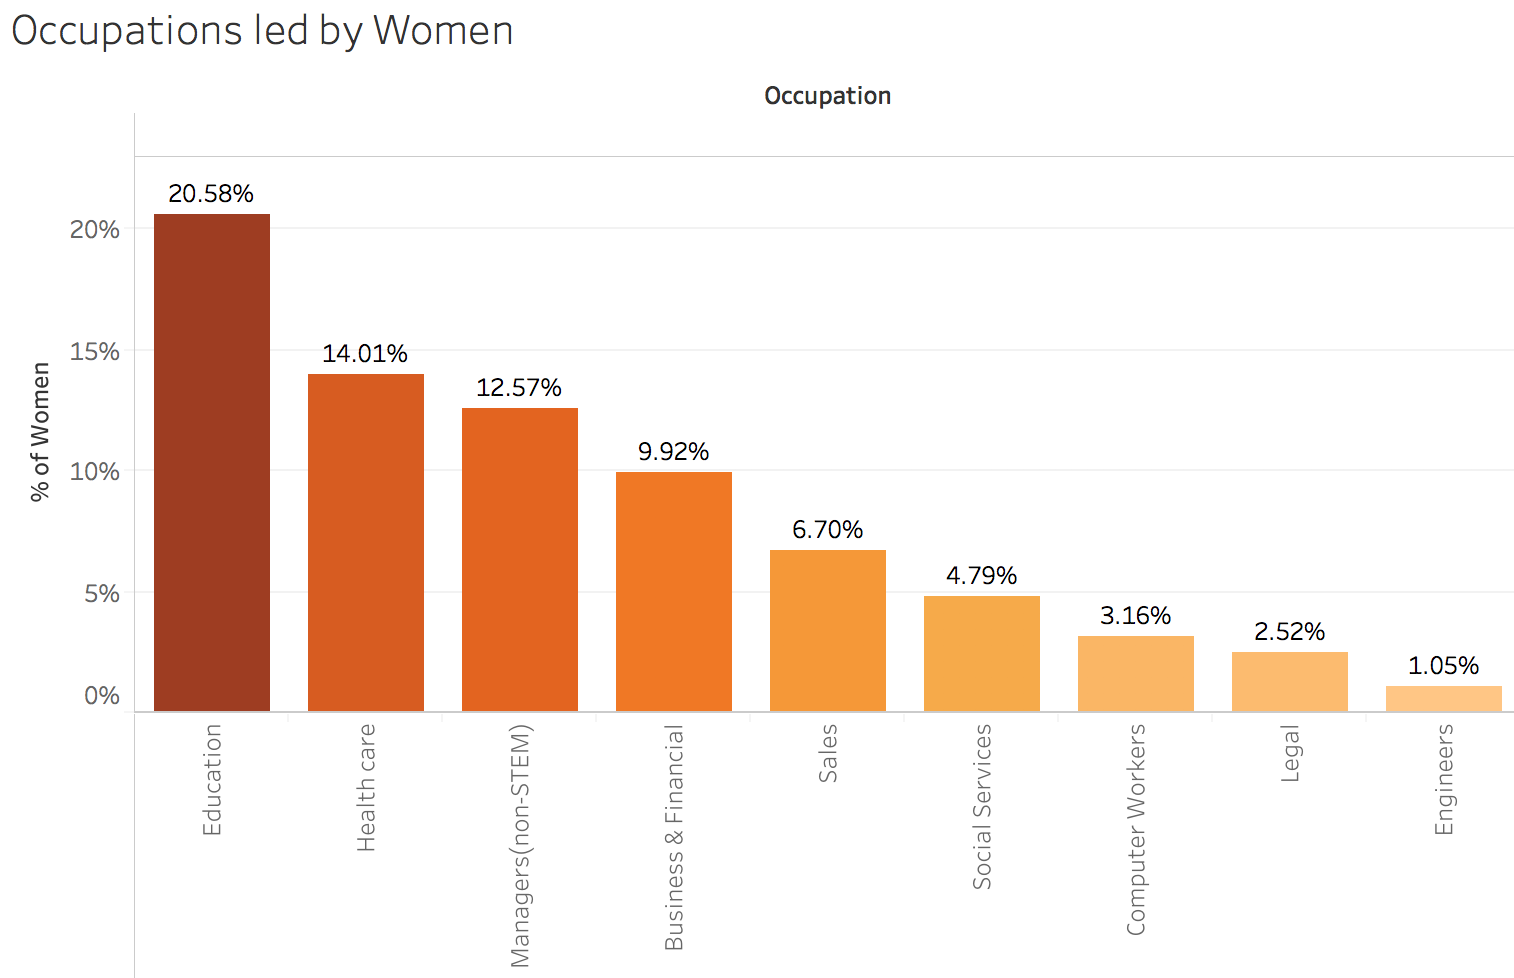 Occupations led by Women
Occupation
20.58%
14.01%
12.57%
9.92%
6.70%
4.79%
3.16%
2.52%
1.05%
20%
15%
10%
5%
0%
% of Women
Education
Health care
Managers(non-STEM)
Business & Financial
Sales
Social Services
Computer Workers
Legal
Engineers